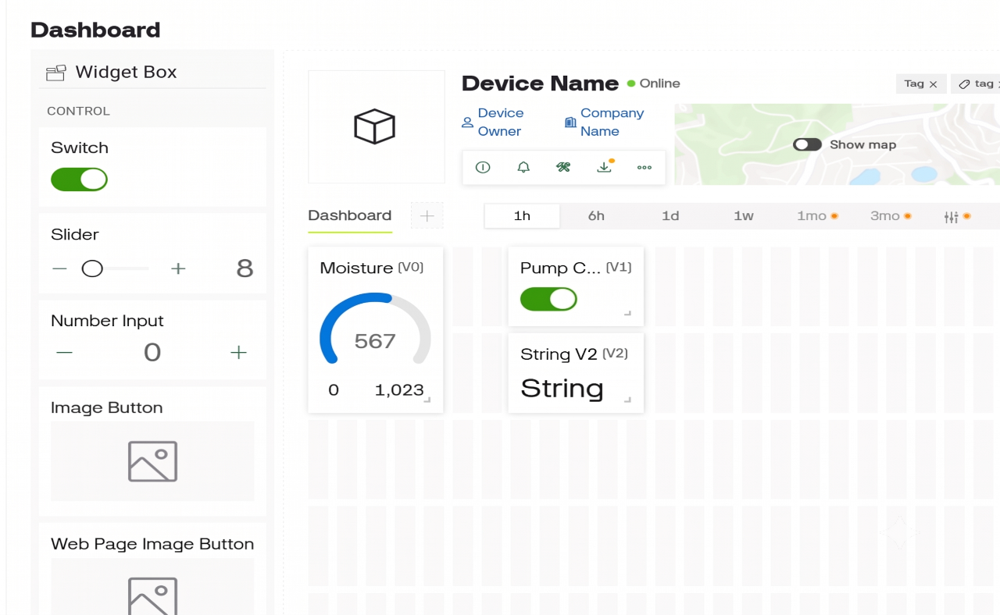 Dashboard
Widget Box
CONTROL
Switch
Slider
8
Number Input
0
Image Button
Web Page Image Button
Device Name
Online
Tag
tag
Device
Owner
Company
Name
Show map
Dashboard
1h
6h
1d
1w
1mo
3mo
Moisture (V0)
567
0
1,023
Pump C... (V1)
String V2 (V2)
String